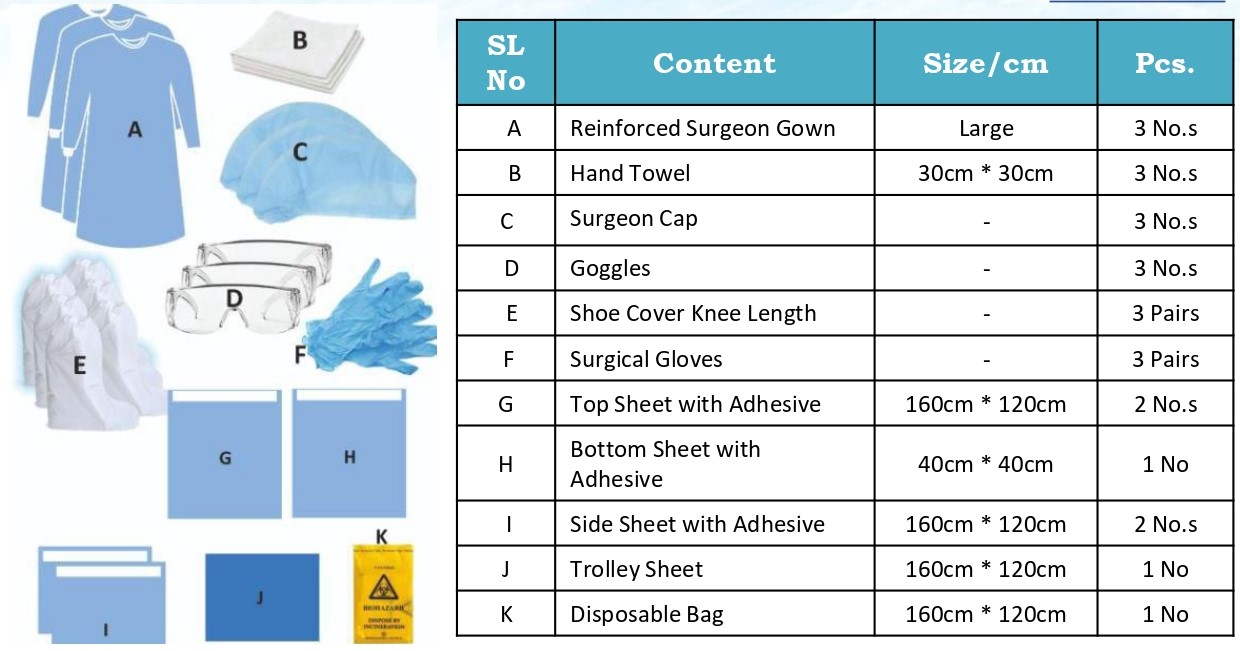 A
B
C
D
E
F
G
H
I
J
K
BIOHAZARD
DISPOSE BY
INCINERATION
SL No Content Size/cm Pcs.
A Reinforced Surgeon Gown Large 3 No.s
B Hand Towel 30cm * 30cm 3 No.s
C Surgeon Cap - 3 No.s
D Goggles - 3 No.s
E Shoe Cover Knee Length - 3 Pairs
F Surgical Gloves - 3 Pairs
G Top Sheet with Adhesive 160cm * 120cm 2 No.s
H Bottom Sheet with Adhesive 40cm * 40cm 1 No
I Side Sheet with Adhesive 160cm * 120cm 2 No.s
J Trolley Sheet 160cm * 120cm 1 No
K Disposable Bag 160cm * 120cm 1 No